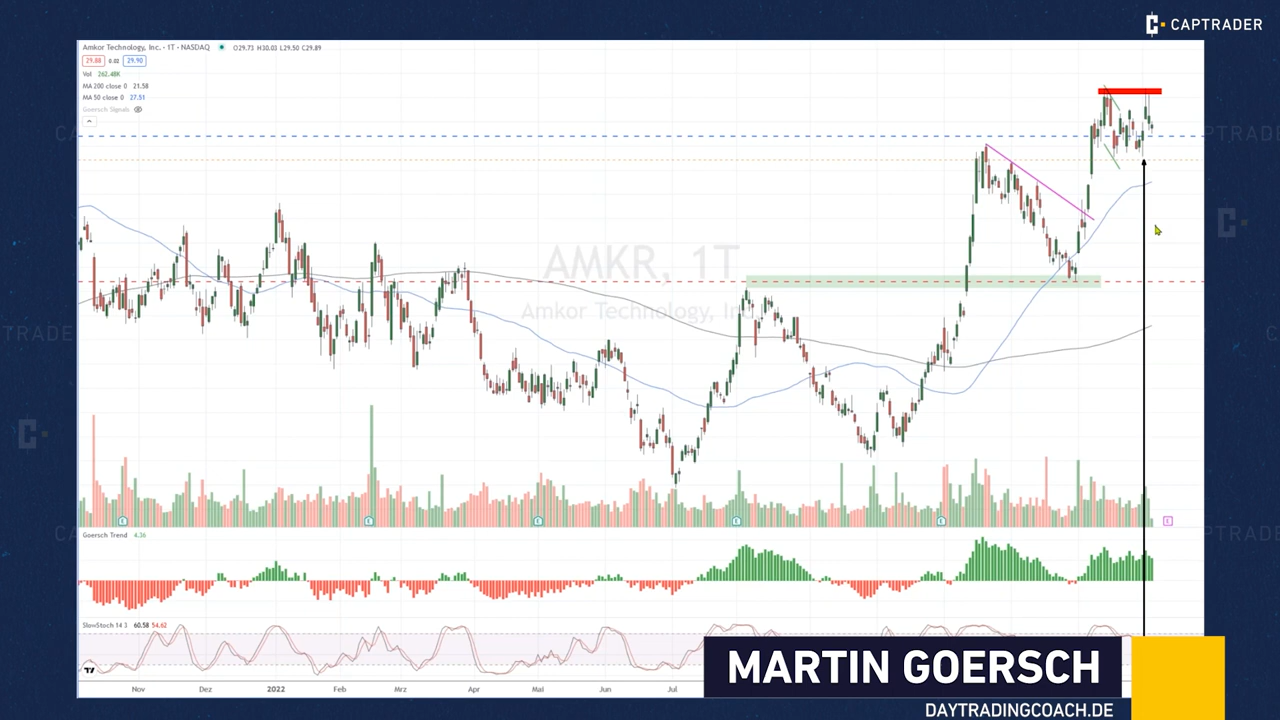 CAPTRADER
Amkor Technology, Inc. · 1T · NASDAQ
O29.73 H30.03 L29.50 C29.89
29.88 0.02 29.90
Vol 262.48K
MA 200 close 0 21.58
MA 50 close 0 27.51
Goersch Signals
AMKR, 1T
Amkor Technology, Inc.
Goersch Trend 4.36
SlowStoch 14 3 60.58 54.62
Nov Dez 2022 Feb Mrz Apr Mai Jun Jul
MARTIN GOERSCH
DAYTRADINGCOACH.DE